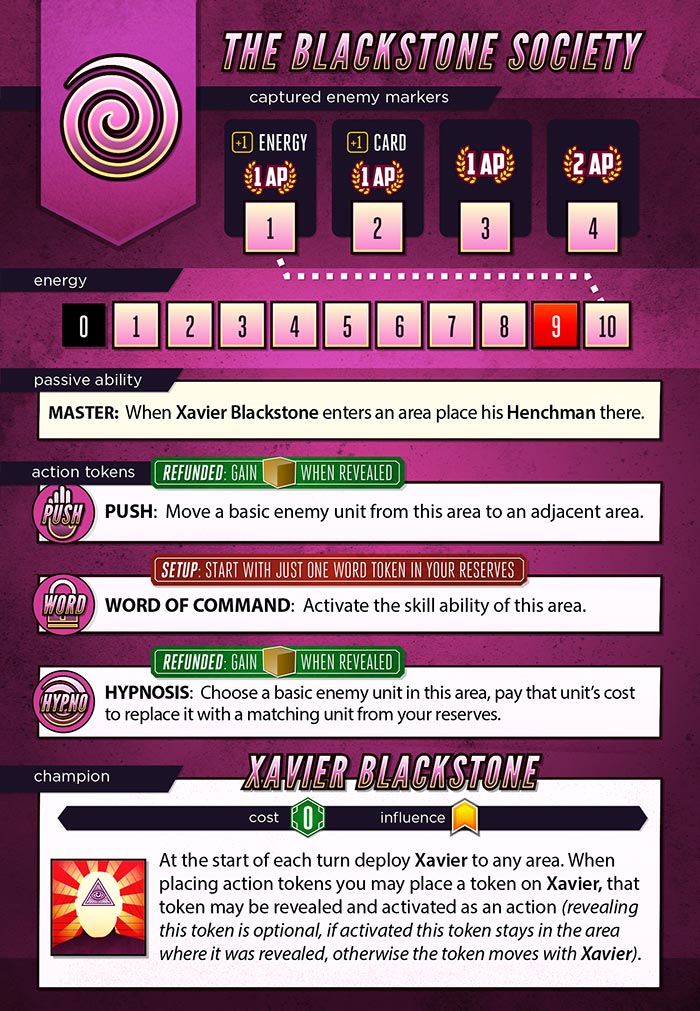 THE BLACKSTONE SOCIETY
captured enemy markers
+1 ENERGY
1 AP
1
+1 CARD
1 AP
2
1 AP
3
2 AP
4
energy
0 1 2 3 4 5 6 7 8 9 10
passive ability
MASTER: When Xavier Blackstone enters an area place his Henchman there.
action tokens
REFUNDED: GAIN WHEN REVEALED
PUSH
PUSH: Move a basic enemy unit from this area to an adjacent area.
SETUP: START WITH JUST ONE WORD TOKEN IN YOUR RESERVES
WORD
WORD OF COMMAND: Activate the skill ability of this area.
REFUNDED: GAIN WHEN REVEALED
HYPNO
HYPNOSIS: Choose a basic enemy unit in this area, pay that unit's cost
to replace it with a matching unit from your reserves.
champion
XAVIER BLACKSTONE
cost 0 influence
At the start of each turn deploy Xavier to any area. When
placing action tokens you may place a token on Xavier, that
token may be revealed and activated as an action (revealing
this token is optional, if activated this token stays in the area
where it was revealed, otherwise the token moves with Xavier).